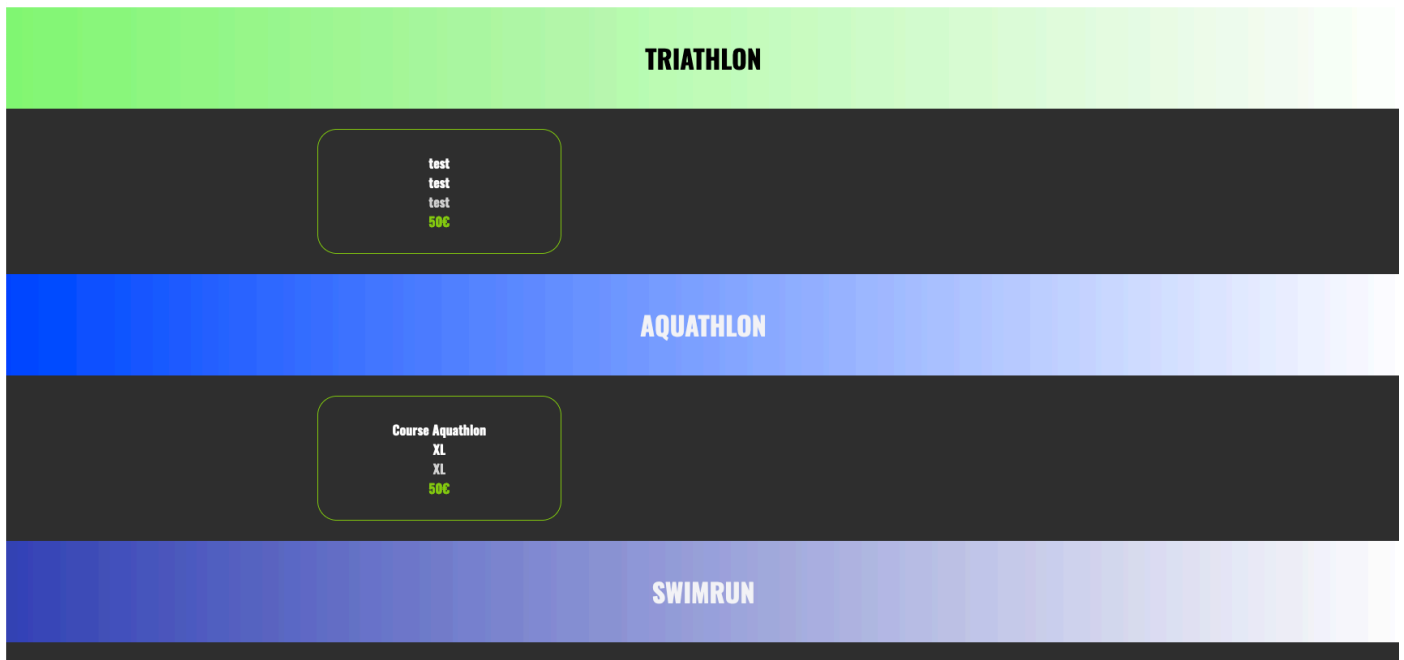 TRIATHLON
test
test
test
50€
AQUATHLON
Course Aquathlon
XL
XL
50€
SWIMRUN